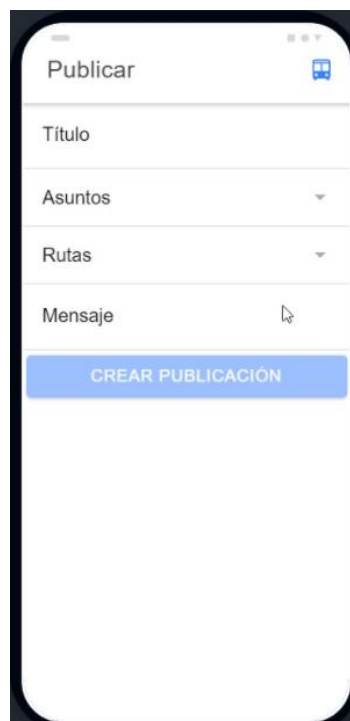 Publicar
Título
Asuntos
Rutas
Mensaje
CREAR PUBLICACIÓN